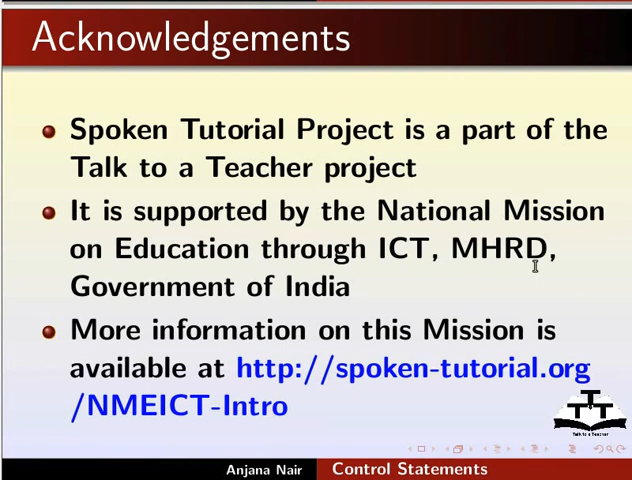 Acknowledgements
Spoken Tutorial Project is a part of the
Talk to a Teacher project
It is supported by the National Mission
on Education through ICT, MHRD,
Government of India
More information on this Mission is
available at http://spoken-tutorial.org
/NMEICT-Intro
TTT
Talk to a Teacher
Anjana Nair Control Statements